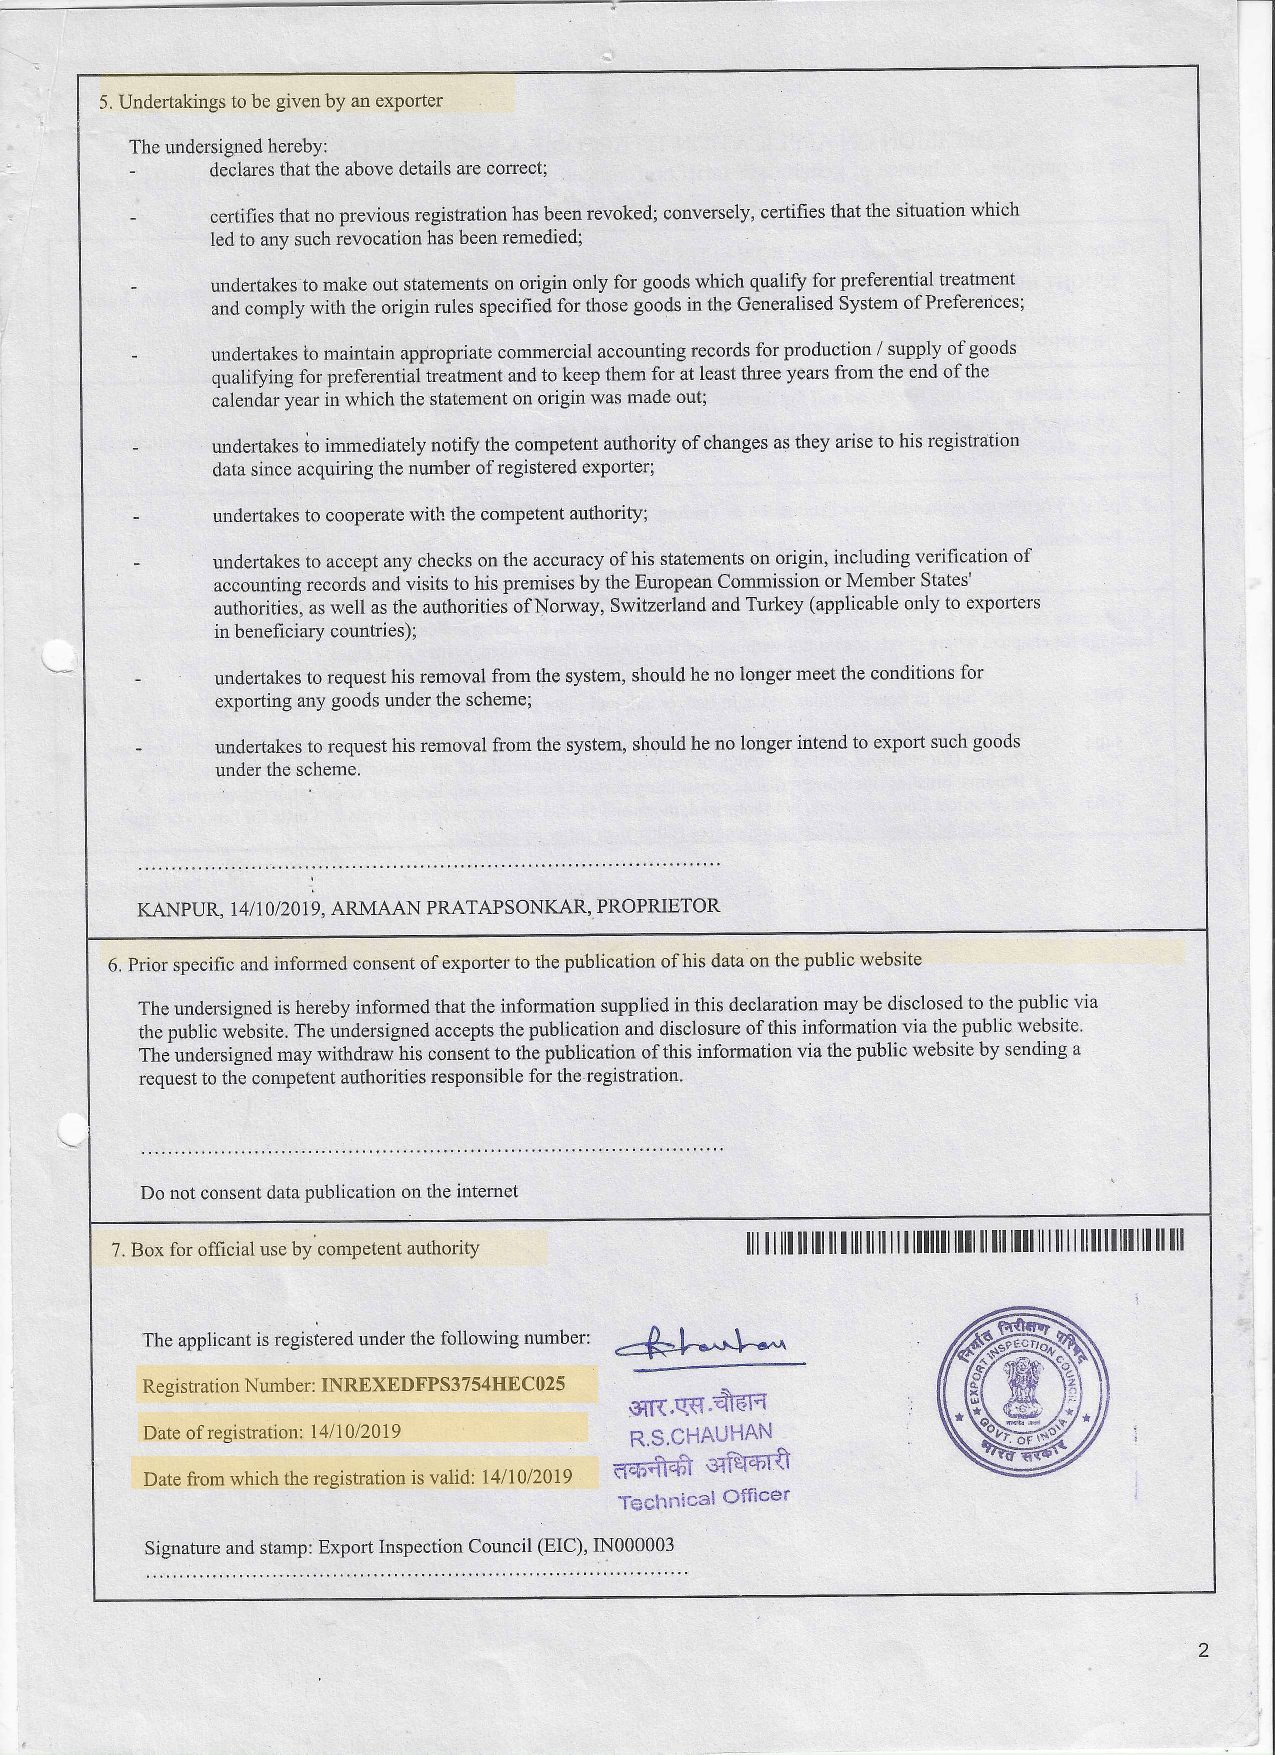 5. Undertakings to be given by an exporter
The undersigned hereby:
- declares that the above details are correct;
- certifies that no previous registration has been revoked; conversely, certifies that the situation which
led to any such revocation has been remedied;
- undertakes to make out statements on origin only for goods which qualify for preferential treatment
and comply with the origin rules specified for those goods in the Generalised System of Preferences;
- undertakes to maintain appropriate commercial accounting records for production / supply of goods
qualifying for preferential treatment and to keep them for at least three years from the end of the
calendar year in which the statement on origin was made out;
- undertakes to immediately notify the competent authority of changes as they arise to his registration
data since acquiring the number of registered exporter;
- undertakes to cooperate with the competent authority;
- undertakes to accept any checks on the accuracy of his statements on origin, including verification of
accounting records and visits to his premises by the European Commission or Member States'
authorities, as well as the authorities of Norway, Switzerland and Turkey (applicable only to exporters
in beneficiary countries);
- undertakes to request his removal from the system, should he no longer meet the conditions for
exporting any goods under the scheme;
- undertakes to request his removal from the system, should he no longer intend to export such goods
under the scheme.
KANPUR, 14/10/2019, ARMAAN PRATAPSONKAR, PROPRIETOR
6. Prior specific and informed consent of exporter to the publication of his data on the public website
The undersigned is hereby informed that the information supplied in this declaration may be disclosed to the public via
the public website. The undersigned accepts the publication and disclosure of this information via the public website.
The undersigned may withdraw his consent to the publication of this information via the public website by sending a
request to the competent authorities responsible for the registration.
Do not consent data publication on the internet
7. Box for official use by competent authority
The applicant is registered under the following number:
Registration Number: INREXEDFPS3754HEC025
Date of registration: 14/10/2019
Date from which the registration is valid: 14/10/2019
RChauhan
आर.एस.चौहान
R.S.CHAUHAN
तकनीकी अधिकारी
Technical Officer
निर्यात निरीक्षण परिषद
EXPORT INSPECTION COUNCIL
GOVT. OF INDIA
भारत सरकार
Signature and stamp: Export Inspection Council (EIC), IN000003
2